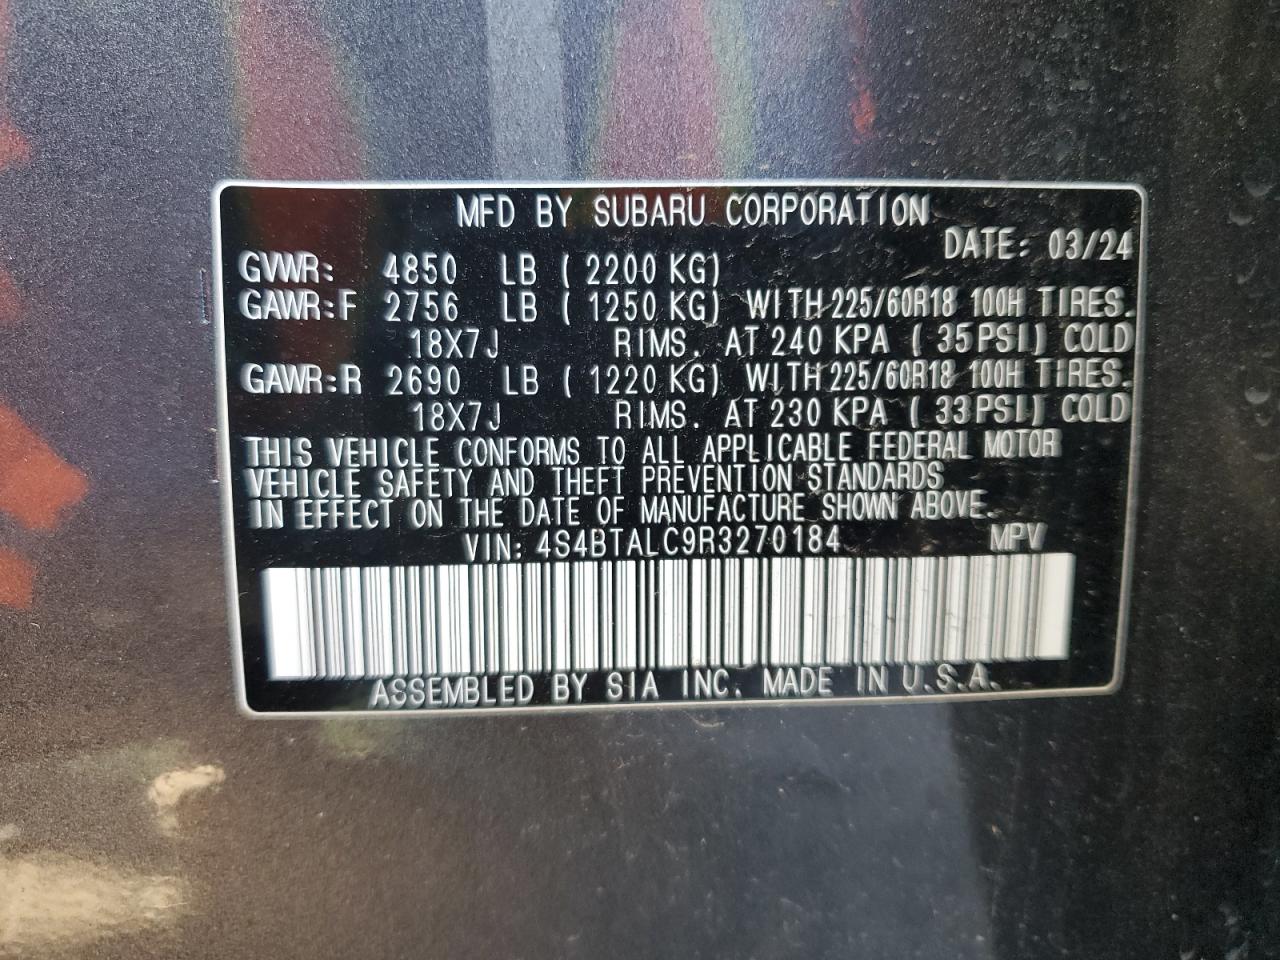 MFD BY SUBARU CORPORATION
DATE: 03/24
GVWR: 4850 LB ( 2200 KG)
GAWR:F 2756 LB ( 1250 KG) WITH 225/60R18 100H TIRES.
18X7J RIMS. AT 240 KPA ( 35PSI) COLD
GAWR:R 2690 LB ( 1220 KG) WITH 225/60R18 100H TIRES.
18X7J RIMS. AT 230 KPA ( 33PSI) COLD
THIS VEHICLE CONFORMS TO ALL APPLICABLE FEDERAL MOTOR
VEHICLE SAFETY AND THEFT PREVENTION STANDARDS
IN EFFECT ON THE DATE OF MANUFACTURE SHOWN ABOVE.
VIN: 4S4BTALC9R3270184 MPV
ASSEMBLED BY SIA INC. MADE IN U.S.A.